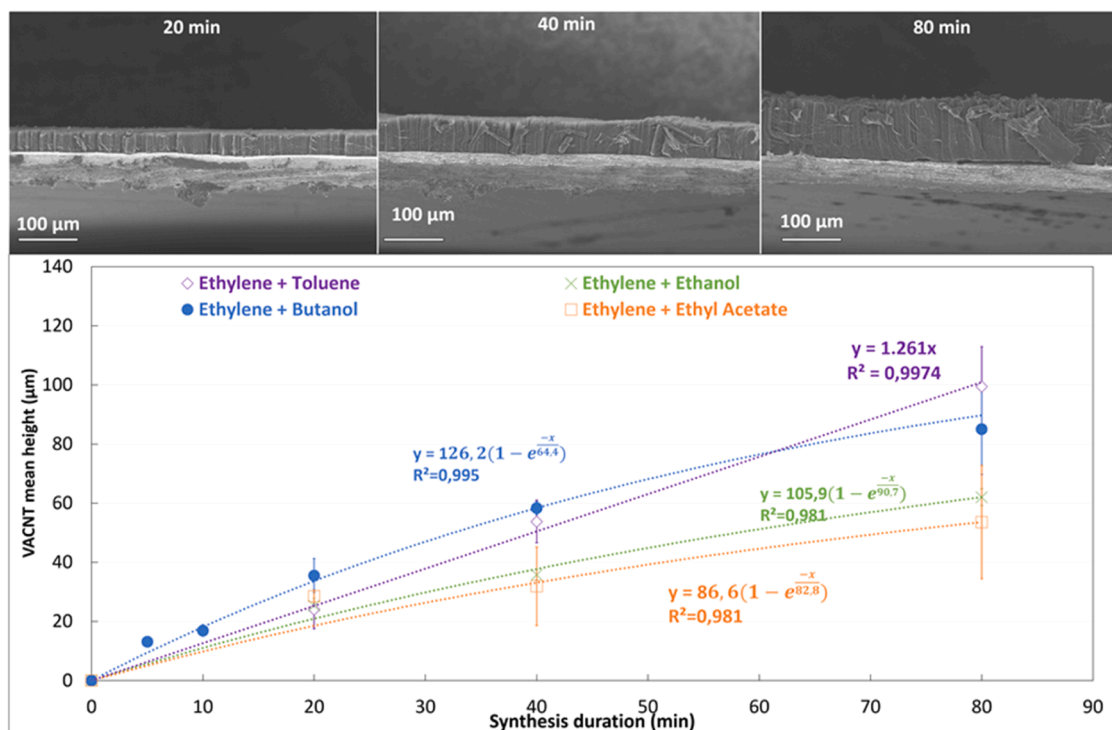 20 min
40 min
80 min
100 µm
100 µm
100 µm
140
120
100
80
60
40
20
0
VACNT mean height (µm)
Ethylene + Toluene
Ethylene + Ethanol
Ethylene + Butanol
Ethylene + Ethyl Acetate
y = 1.261x
R² = 0,9974
y = 126,2(1 − e^(−x/64,4))
R²=0,995
y = 105,9(1 − e^(−x/90,7))
R²=0,981
y = 86,6(1 − e^(−x/82,8))
R²=0,981
0 10 20 30 40 50 60 70 80 90
Synthesis duration (min)